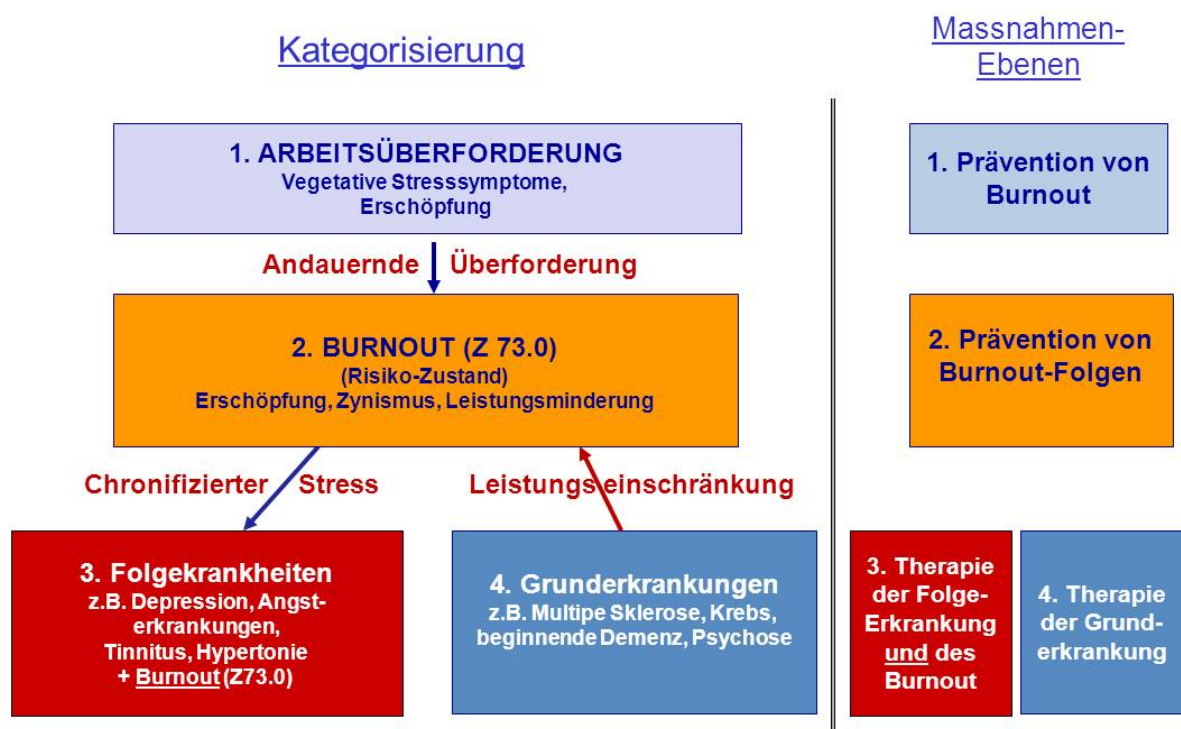 Kategorisierung
1. ARBEITSÜBERFORDERUNG
Vegetative Stresssymptome,
Erschöpfung
Andauernde Überforderung
2. BURNOUT (Z 73.0)
(Risiko-Zustand)
Erschöpfung, Zynismus, Leistungsminderung
Chronifizierter Stress
Leistungseinschränkung
3. Folgekrankheiten
z.B. Depression, Angst-
erkrankungen,
Tinnitus, Hypertonie
+ Burnout (Z73.0)
4. Grunderkrankungen
z.B. Multipe Sklerose, Krebs,
beginnende Demenz, Psychose
Massnahmen-
Ebenen
1. Prävention von
Burnout
2. Prävention von
Burnout-Folgen
3. Therapie
der Folge-
Erkrankung
und des
Burnout
4. Therapie
der Grund-
erkrankung